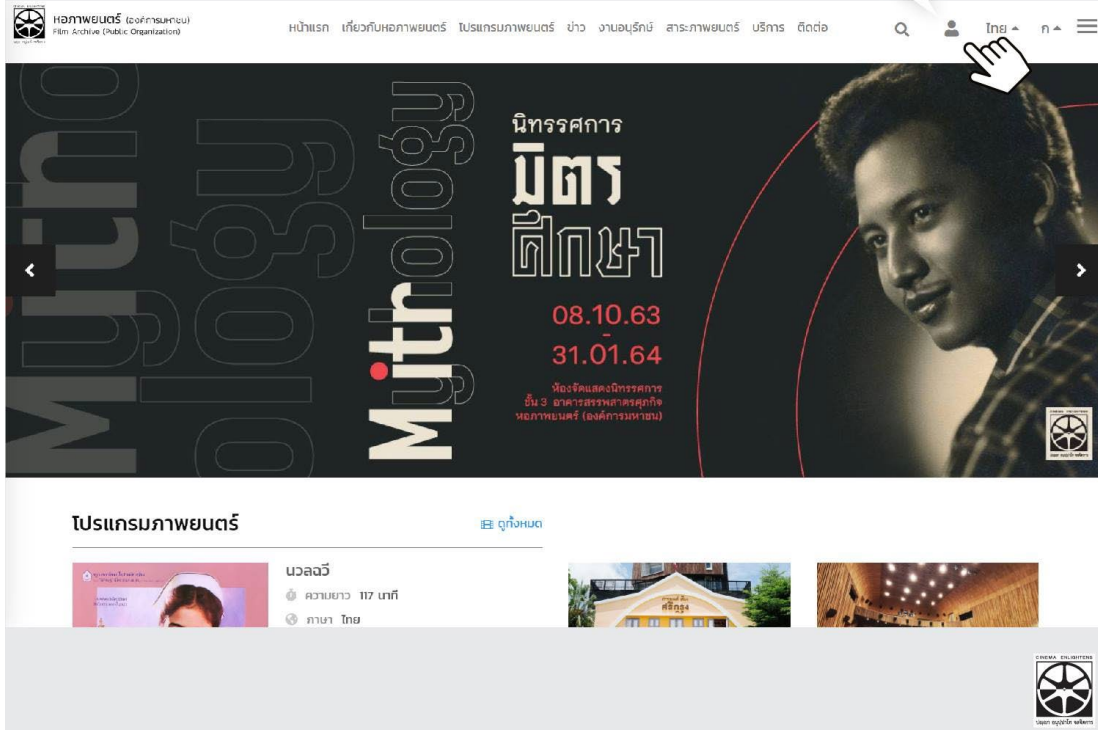 หอภาพยนตร์ (องค์การมหาชน)
Film Archive (Public Organization)
หน้าแรก เกี่ยวกับหอภาพยนตร์ โปรแกรมภาพยนตร์ ข่าว งานอนุรักษ์ สาระภาพยนตร์ บริการ ติดต่อ
ไทย ก
Mytho
ology
Myithology
นิทรรศการ
มิตร
ศึกษา
08.10.63
-
31.01.64
ห้องจัดแสดงนิทรรศการ
ชั้น 3 อาคารสรรพสาตรศุภกิจ
หอภาพยนตร์ (องค์การมหาชน)
โปรแกรมภาพยนตร์
ดูทั้งหมด
นวลฉวี
ความยาว 117 นาที
ภาษา ไทย
ศรีกรุง
CINEMA ENLIGHTENS